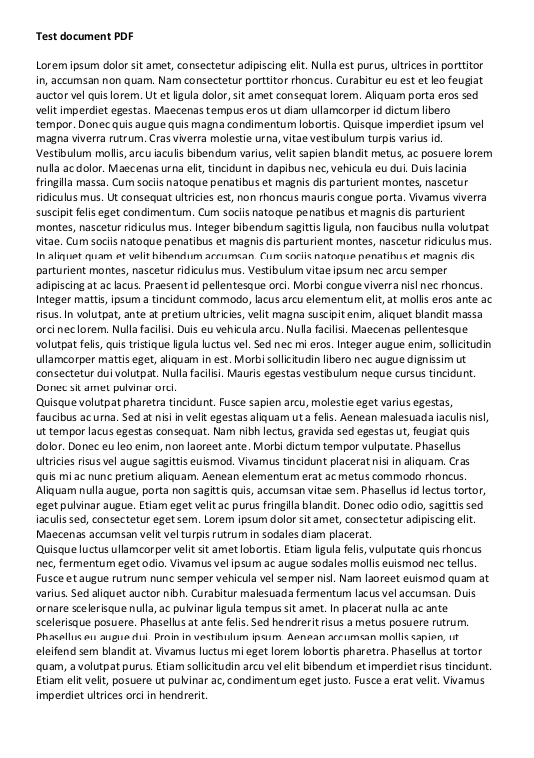 Test document PDF
Lorem ipsum dolor sit amet, consectetur adipiscing elit. Nulla est purus, ultrices in porttitor
in, accumsan non quam. Nam consectetur porttitor rhoncus. Curabitur eu est et leo feugiat
auctor vel quis lorem. Ut et ligula dolor, sit amet consequat lorem. Aliquam porta eros sed
velit imperdiet egestas. Maecenas tempus eros ut diam ullamcorper id dictum libero
tempor. Donec quis augue quis magna condimentum lobortis. Quisque imperdiet ipsum vel
magna viverra rutrum. Cras viverra molestie urna, vitae vestibulum turpis varius id.
Vestibulum mollis, arcu iaculis bibendum varius, velit sapien blandit metus, ac posuere lorem
nulla ac dolor. Maecenas urna elit, tincidunt in dapibus nec, vehicula eu dui. Duis lacinia
fringilla massa. Cum sociis natoque penatibus et magnis dis parturient montes, nascetur
ridiculus mus. Ut consequat ultricies est, non rhoncus mauris congue porta. Vivamus viverra
suscipit felis eget condimentum. Cum sociis natoque penatibus et magnis dis parturient
montes, nascetur ridiculus mus. Integer bibendum sagittis ligula, non faucibus nulla volutpat
vitae. Cum sociis natoque penatibus et magnis dis parturient montes, nascetur ridiculus mus.
In aliquet quam et velit bibendum accumsan. Cum sociis natoque penatibus et magnis dis
parturient montes, nascetur ridiculus mus. Vestibulum vitae ipsum nec arcu semper
adipiscing at ac lacus. Praesent id pellentesque orci. Morbi congue viverra nisl nec rhoncus.
Integer mattis, ipsum a tincidunt commodo, lacus arcu elementum elit, at mollis eros ante ac
risus. In volutpat, ante at pretium ultricies, velit magna suscipit enim, aliquet blandit massa
orci nec lorem. Nulla facilisi. Duis eu vehicula arcu. Nulla facilisi. Maecenas pellentesque
volutpat felis, quis tristique ligula luctus vel. Sed nec mi eros. Integer augue enim, sollicitudin
ullamcorper mattis eget, aliquam in est. Morbi sollicitudin libero nec augue dignissim ut
consectetur dui volutpat. Nulla facilisi. Mauris egestas vestibulum neque cursus tincidunt.
Donec sit amet pulvinar orci.
Quisque volutpat pharetra tincidunt. Fusce sapien arcu, molestie eget varius egestas,
faucibus ac urna. Sed at nisi in velit egestas aliquam ut a felis. Aenean malesuada iaculis nisl,
ut tempor lacus egestas consequat. Nam nibh lectus, gravida sed egestas ut, feugiat quis
dolor. Donec eu leo enim, non laoreet ante. Morbi dictum tempor vulputate. Phasellus
ultricies risus vel augue sagittis euismod. Vivamus tincidunt placerat nisi in aliquam. Cras
quis mi ac nunc pretium aliquam. Aenean elementum erat ac metus commodo rhoncus.
Aliquam nulla augue, porta non sagittis quis, accumsan vitae sem. Phasellus id lectus tortor,
eget pulvinar augue. Etiam eget velit ac purus fringilla blandit. Donec odio odio, sagittis sed
iaculis sed, consectetur eget sem. Lorem ipsum dolor sit amet, consectetur adipiscing elit.
Maecenas accumsan velit vel turpis rutrum in sodales diam placerat.
Quisque luctus ullamcorper velit sit amet lobortis. Etiam ligula felis, vulputate quis rhoncus
nec, fermentum eget odio. Vivamus vel ipsum ac augue sodales mollis euismod nec tellus.
Fusce et augue rutrum nunc semper vehicula vel semper nisl. Nam laoreet euismod quam at
varius. Sed aliquet auctor nibh. Curabitur malesuada fermentum lacus vel accumsan. Duis
ornare scelerisque nulla, ac pulvinar ligula tempus sit amet. In placerat nulla ac ante
scelerisque posuere. Phasellus at ante felis. Sed hendrerit risus a metus posuere rutrum.
Phasellus eu augue dui. Proin in vestibulum ipsum. Aenean accumsan mollis sapien, ut
eleifend sem blandit at. Vivamus luctus mi eget lorem lobortis pharetra. Phasellus at tortor
quam, a volutpat purus. Etiam sollicitudin arcu vel elit bibendum et imperdiet risus tincidunt.
Etiam elit velit, posuere ut pulvinar ac, condimentum eget justo. Fusce a erat velit. Vivamus
imperdiet ultrices orci in hendrerit.